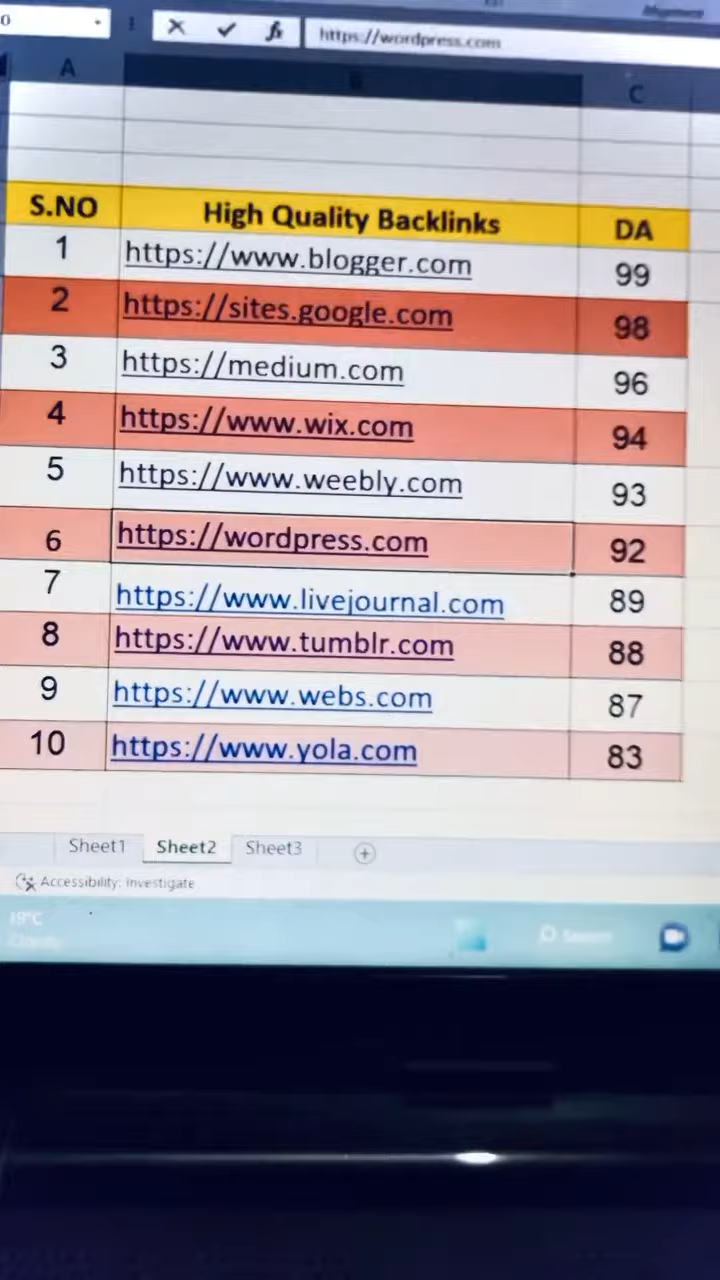 https://wordpress.com
A
C
S.NO High Quality Backlinks DA
1 https://www.blogger.com 99
2 https://sites.google.com 98
3 https://medium.com 96
4 https://www.wix.com 94
5 https://www.weebly.com 93
6 https://wordpress.com 92
7 https://www.livejournal.com 89
8 https://www.tumblr.com 88
9 https://www.webs.com 87
10 https://www.yola.com 83
Sheet1 Sheet2 Sheet3
Accessibility: Investigate
19°C
Search